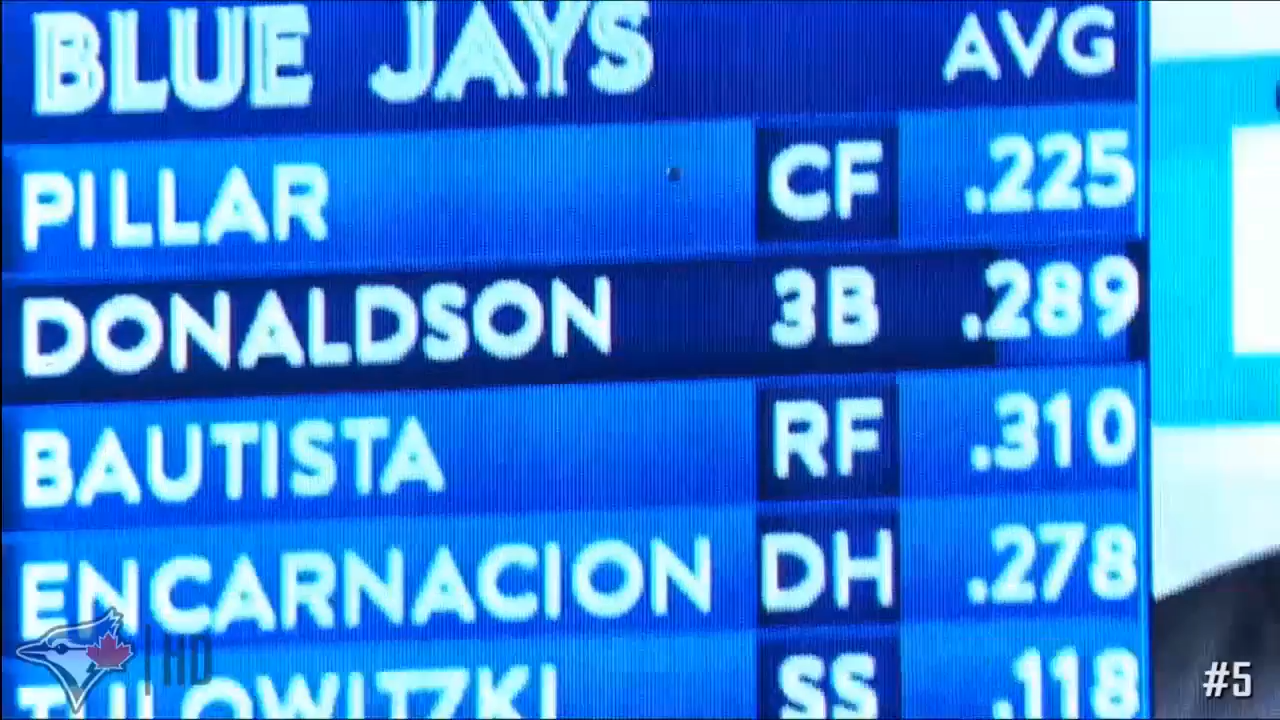 BLUE JAYS AVG
PILLAR CF .225
DONALDSON 3B .289
BAUTISTA RF .310
ENCARNACION DH .278
TULOWITZKI SS .118
HD
#5